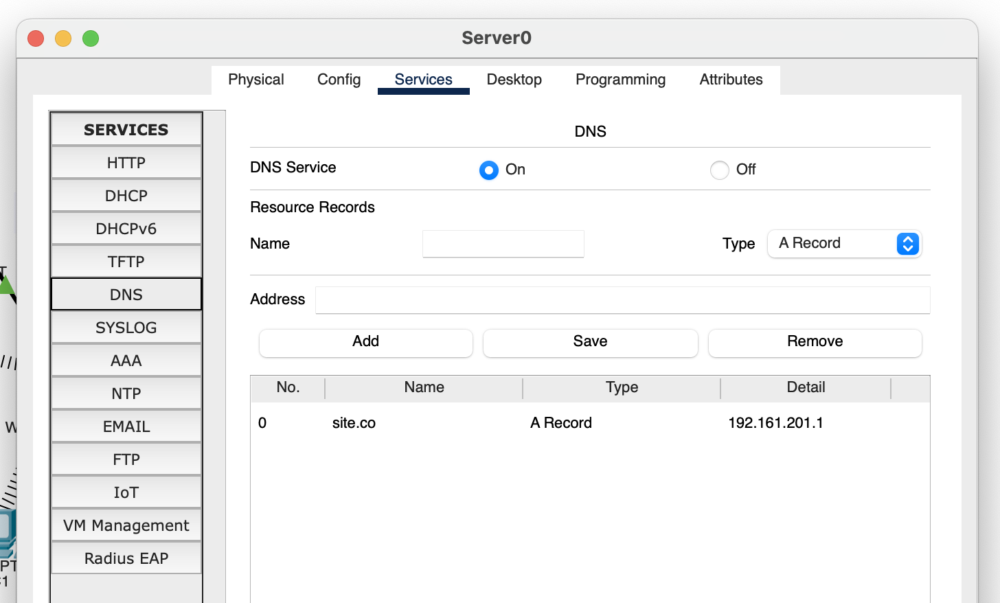 Server0
Physical Config Services Desktop Programming Attributes
SERVICES
HTTP
DHCP
DHCPv6
TFTP
DNS
SYSLOG
AAA
NTP
EMAIL
FTP
IoT
VM Management
Radius EAP
DNS
DNS Service On Off
Resource Records
Name Type A Record
Address
Add Save Remove
No. Name Type Detail
0 site.co A Record 192.161.201.1
T
W
PT
1